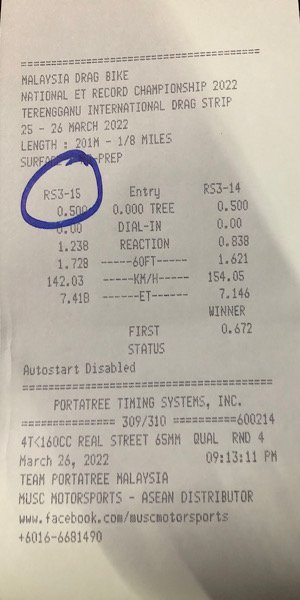 ===================================
MALAYSIA DRAG BIKE
NATIONAL ET RECORD CHAMPIONSHIP 2022
TERENGGANU INTERNATIONAL DRAG STRIP
25 - 26 MARCH 2022
LENGTH : 201M - 1/8 MILES
PREP
RS3-15 Entry RS3-14
0.500 0.000 TREE 0.500
0.00 DIAL-IN 0.00
1.238 REACTION 0.838
1.728 -----60FT----- 1.621
142.03 -----KM/H----- 154.05
7.418 ------ET------ 7.146
WINNER
FIRST 0.672
STATUS
Autostart Disabled
===================================
PORTATREE TIMING SYSTEMS, INC.
============== 309/310 ==========600214
4T<160CC REAL STREET 65MM QUAL RND 4
March 26, 2022 09:13:11 PM
TEAM PORTATREE MALAYSIA
MUSC MOTORSPORTS - ASEAN DISTRIBUTOR
www.facebook.com/muscmotorsports
+6016-6681490